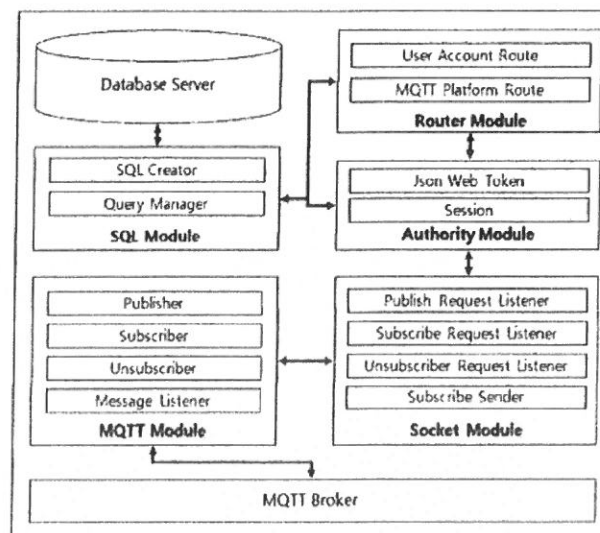 Database Server
SQL Creator
Query Manager
SQL Module
User Account Route
MQTT Platform Route
Router Module
Json Web Token
Session
Authority Module
Publisher
Subscriber
Unsubscriber
Message Listener
MQTT Module
Publish Request Listener
Subscribe Request Listener
Unsubscriber Request Listener
Subscribe Sender
Socket Module
MQTT Broker